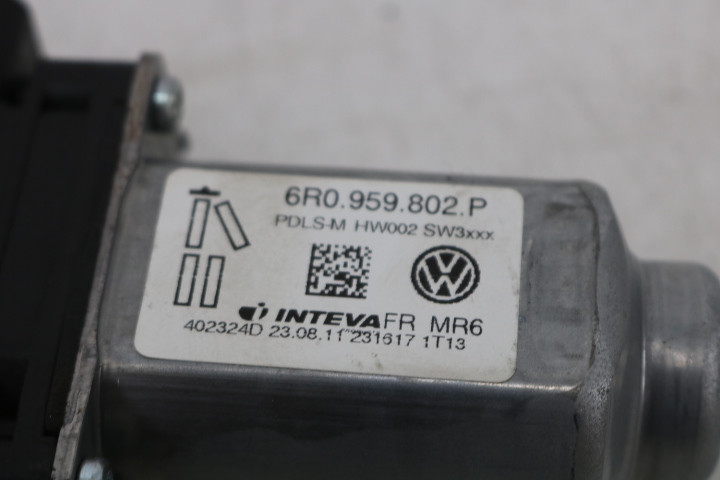 6R0.959.802.P
PDLS-M HW002 SW3xxx
INTEVA FR MR6
402324D 23.08.11 231617 1T13